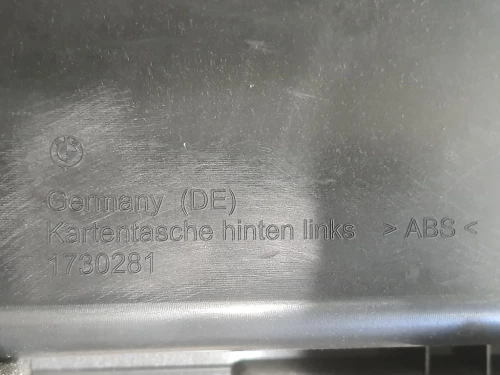 Germany (DE)
Kartentasche hinten links > ABS <
1730281